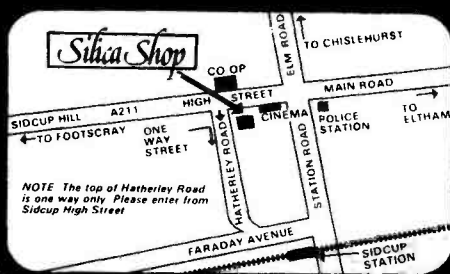 Silica Shop
ELM ROAD
TO CHISLEHURST
CO OP
MAIN ROAD
HIGH STREET
SIDCUP HILL A211
CINEMA
POLICE
STATION
TO
ELTHAM
TO FOOTSCRAY
ONE
WAY
STREET
HATHERLEY ROAD
STATION ROAD
NOTE The top of Hatherley Road
is one way only Please enter from
Sidcup High Street
FARADAY AVENUE
SIDCUP
STATION